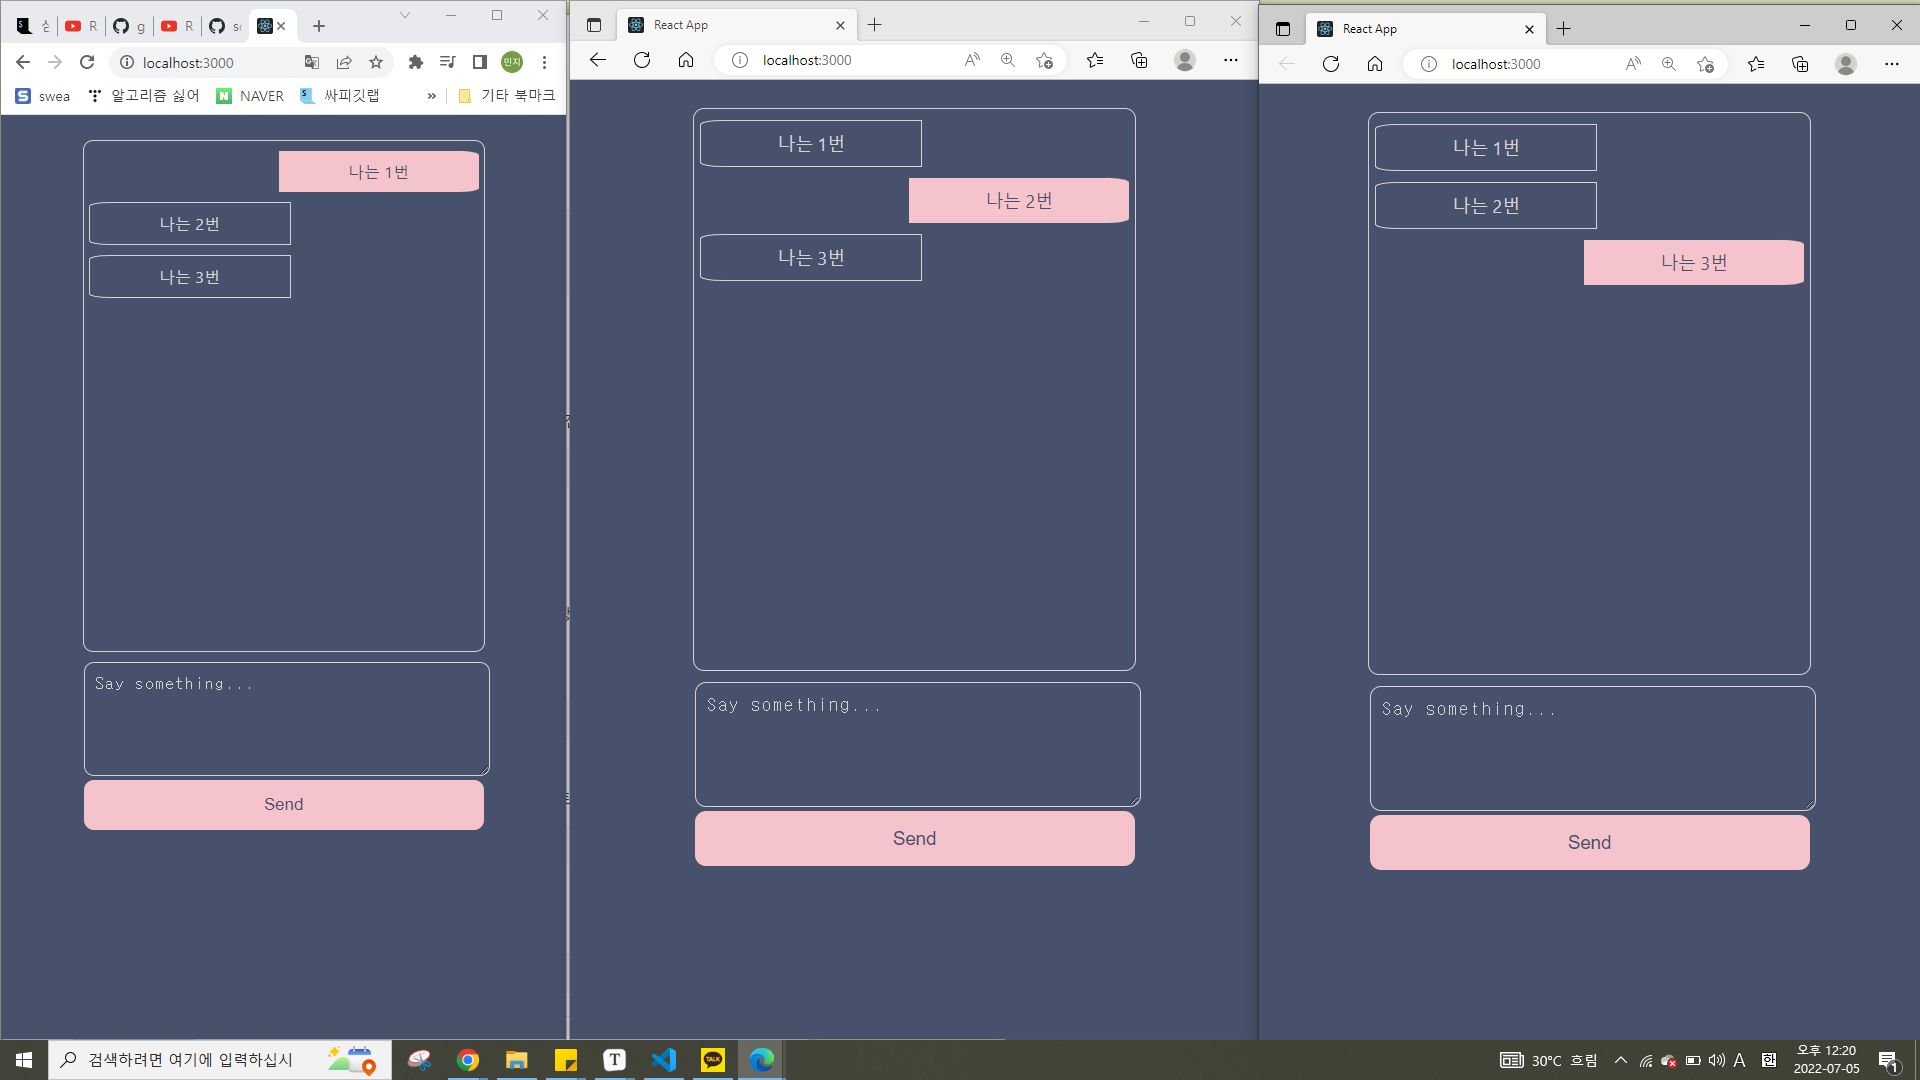 React App
React App
localhost:3000
localhost:3000
localhost:3000
민지
swea
알고리즘 싫어
NAVER
싸피깃랩
»
기타 북마크
나는 1번
나는 2번
나는 3번
Say something...
Send
나는 1번
나는 2번
나는 3번
Say something...
Send
나는 1번
나는 2번
나는 3번
Say something...
Send
검색하려면 여기에 입력하십시
T
TALK
30°C 흐림
A
오후 12:20
2022-07-05
1